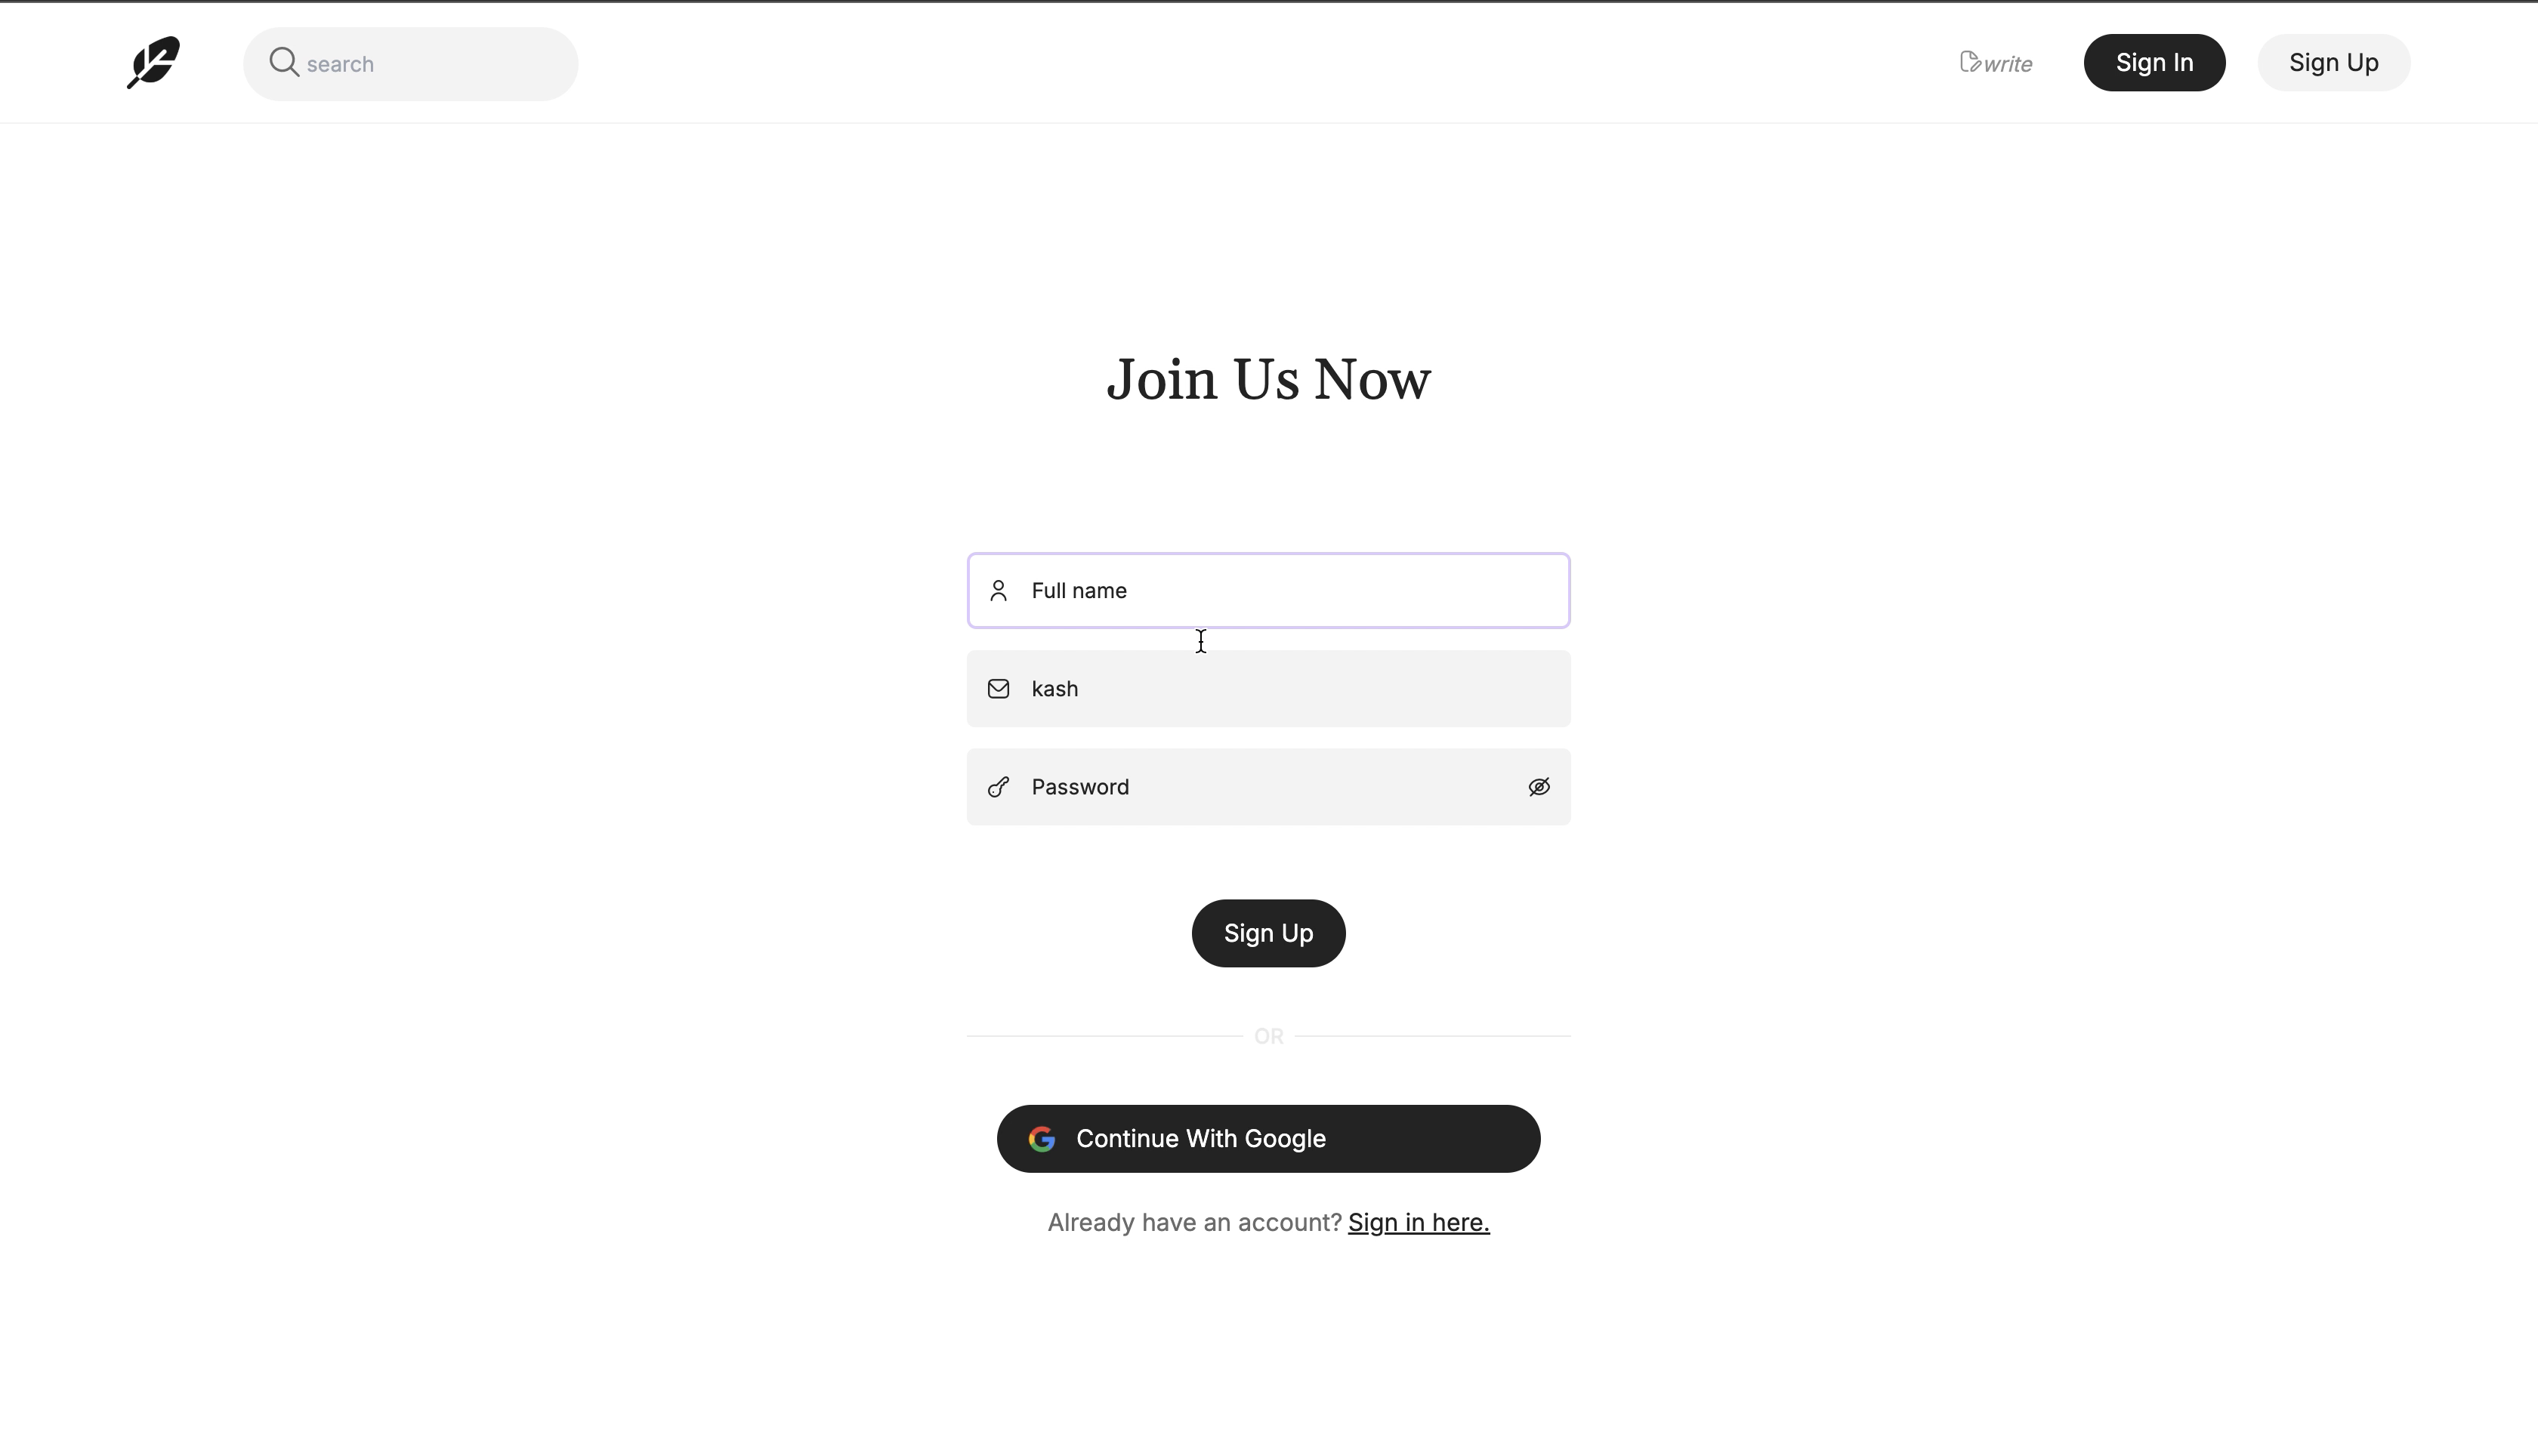 search
write
Sign In
Sign Up
Join Us Now
Full name
kash
Password
Sign Up
OR
Continue With Google
Already have an account? Sign in here.